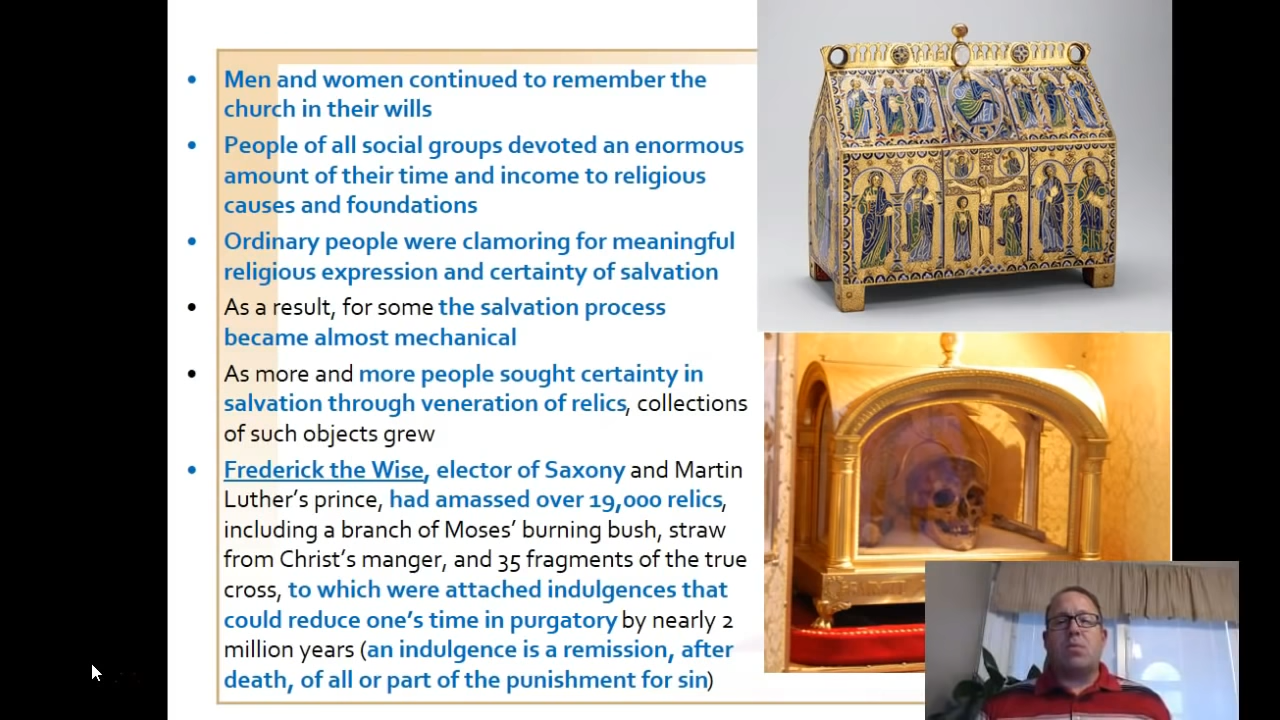 Men and women continued to remember the
church in their wills
People of all social groups devoted an enormous
amount of their time and income to religious
causes and foundations
Ordinary people were clamoring for meaningful
religious expression and certainty of salvation
As a result, for some the salvation process
became almost mechanical
As more and more people sought certainty in
salvation through veneration of relics, collections
of such objects grew
Frederick the Wise, elector of Saxony and Martin
Luther’s prince, had amassed over 19,000 relics,
including a branch of Moses’ burning bush, straw
from Christ’s manger, and 35 fragments of the true
cross, to which were attached indulgences that
could reduce one’s time in purgatory by nearly 2
million years (an indulgence is a remission, after
death, of all or part of the punishment for sin)